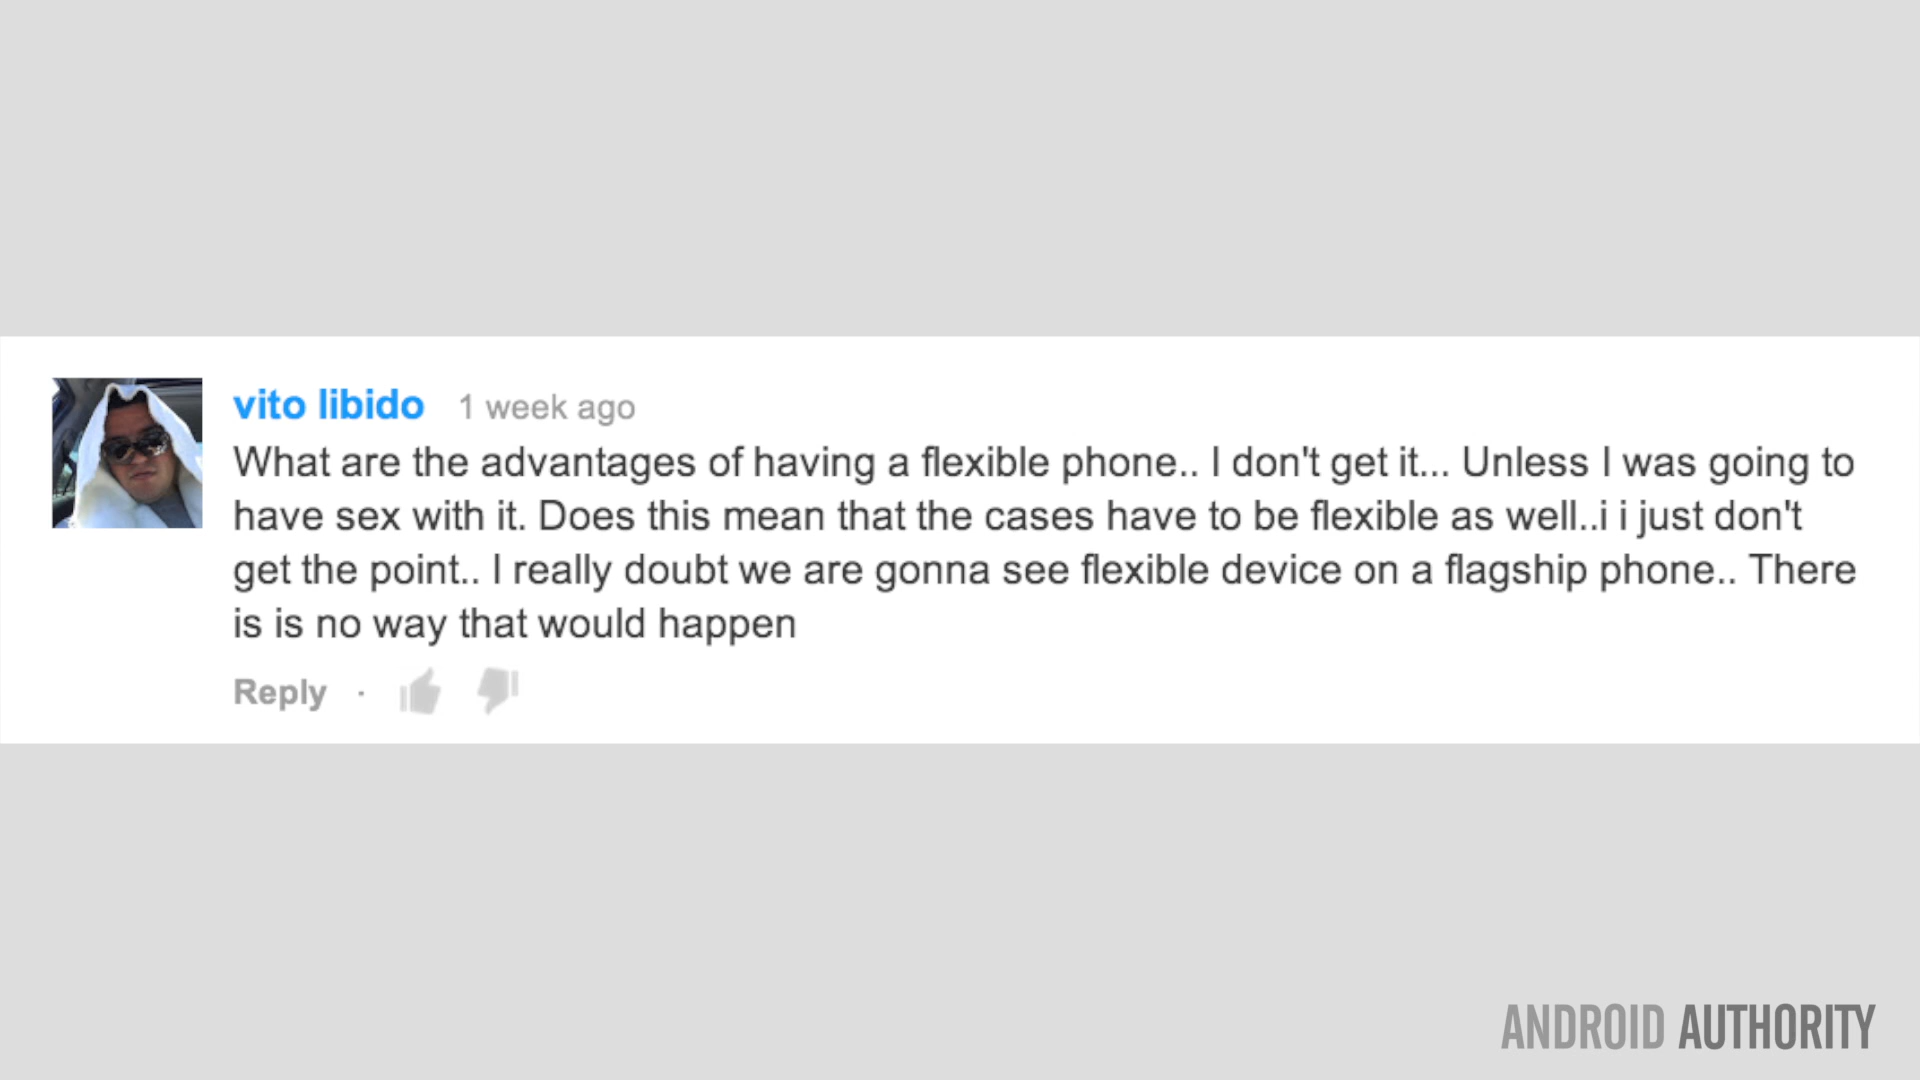 vito libido 1 week ago
What are the advantages of having a flexible phone.. I don't get it... Unless I was going to
have sex with it. Does this mean that the cases have to be flexible as well..i i just don't
get the point.. I really doubt we are gonna see flexible device on a flagship phone.. There
is is no way that would happen
Reply ·
ANDROID AUTHORITY